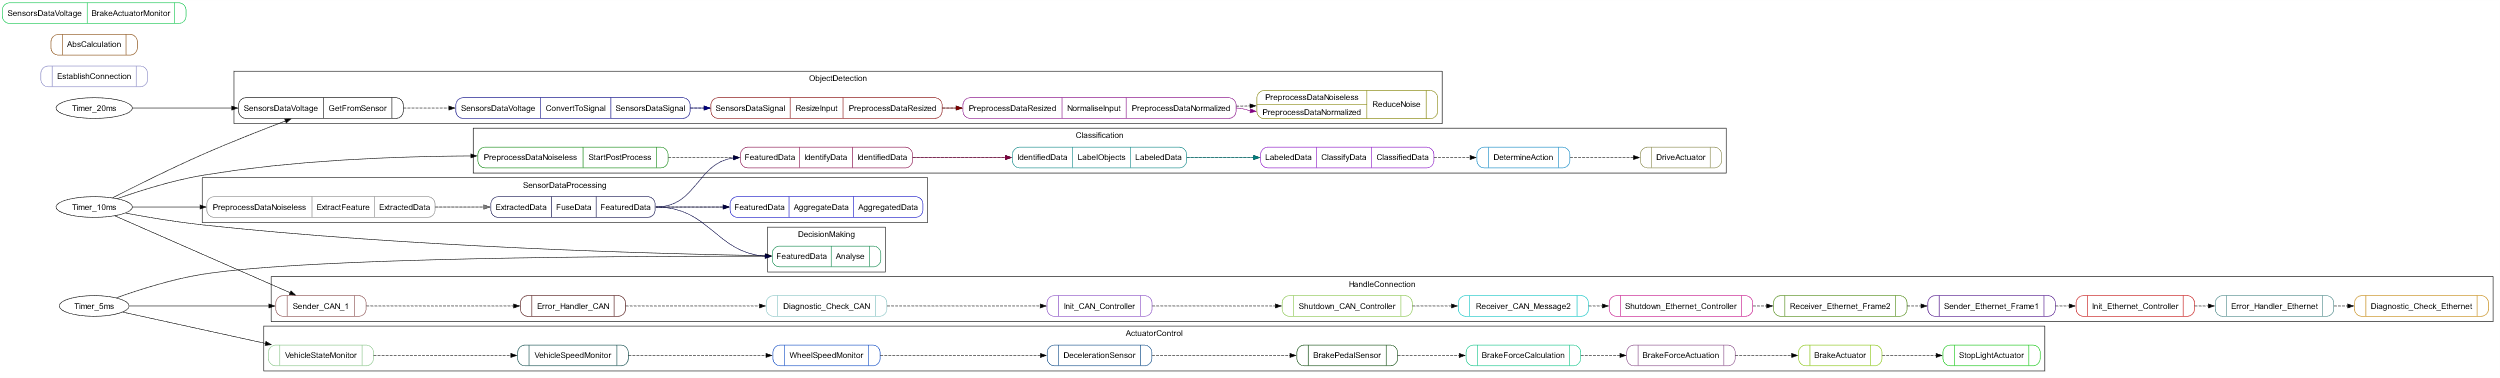 SensorsDataVoltage BrakeActuatorMonitor
AbsCalculation
EstablishConnection
ObjectDetection
Timer_20ms
SensorsDataVoltage GetFromSensor
SensorsDataVoltage ConvertToSignal SensorsDataSignal
SensorsDataSignal ResizeInput PreprocessDataResized
PreprocessDataResized NormaliseInput PreprocessDataNormalized
PreprocessDataNoiseless
PreprocessDataNormalized
ReduceNoise
Classification
PreprocessDataNoiseless StartPostProcess
FeaturedData IdentifyData IdentifiedData
IdentifiedData LabelObjects LabeledData
LabeledData ClassifyData ClassifiedData
DetermineAction
DriveActuator
SensorDataProcessing
Timer_10ms
PreprocessDataNoiseless ExtractFeature ExtractedData
ExtractedData FuseData FeaturedData
FeaturedData AggregateData AggregatedData
DecisionMaking
FeaturedData Analyse
HandleConnection
Timer_5ms
Sender_CAN_1
Error_Handler_CAN
Diagnostic_Check_CAN
Init_CAN_Controller
Shutdown_CAN_Controller
Receiver_CAN_Message2
Shutdown_Ethernet_Controller
Receiver_Ethernet_Frame2
Sender_Ethernet_Frame1
Init_Ethernet_Controller
Error_Handler_Ethernet
Diagnostic_Check_Ethernet
ActuatorControl
VehicleStateMonitor
VehicleSpeedMonitor
WheelSpeedMonitor
DecelerationSensor
BrakePedalSensor
BrakeForceCalculation
BrakeForceActuation
BrakeActuator
StopLightActuator